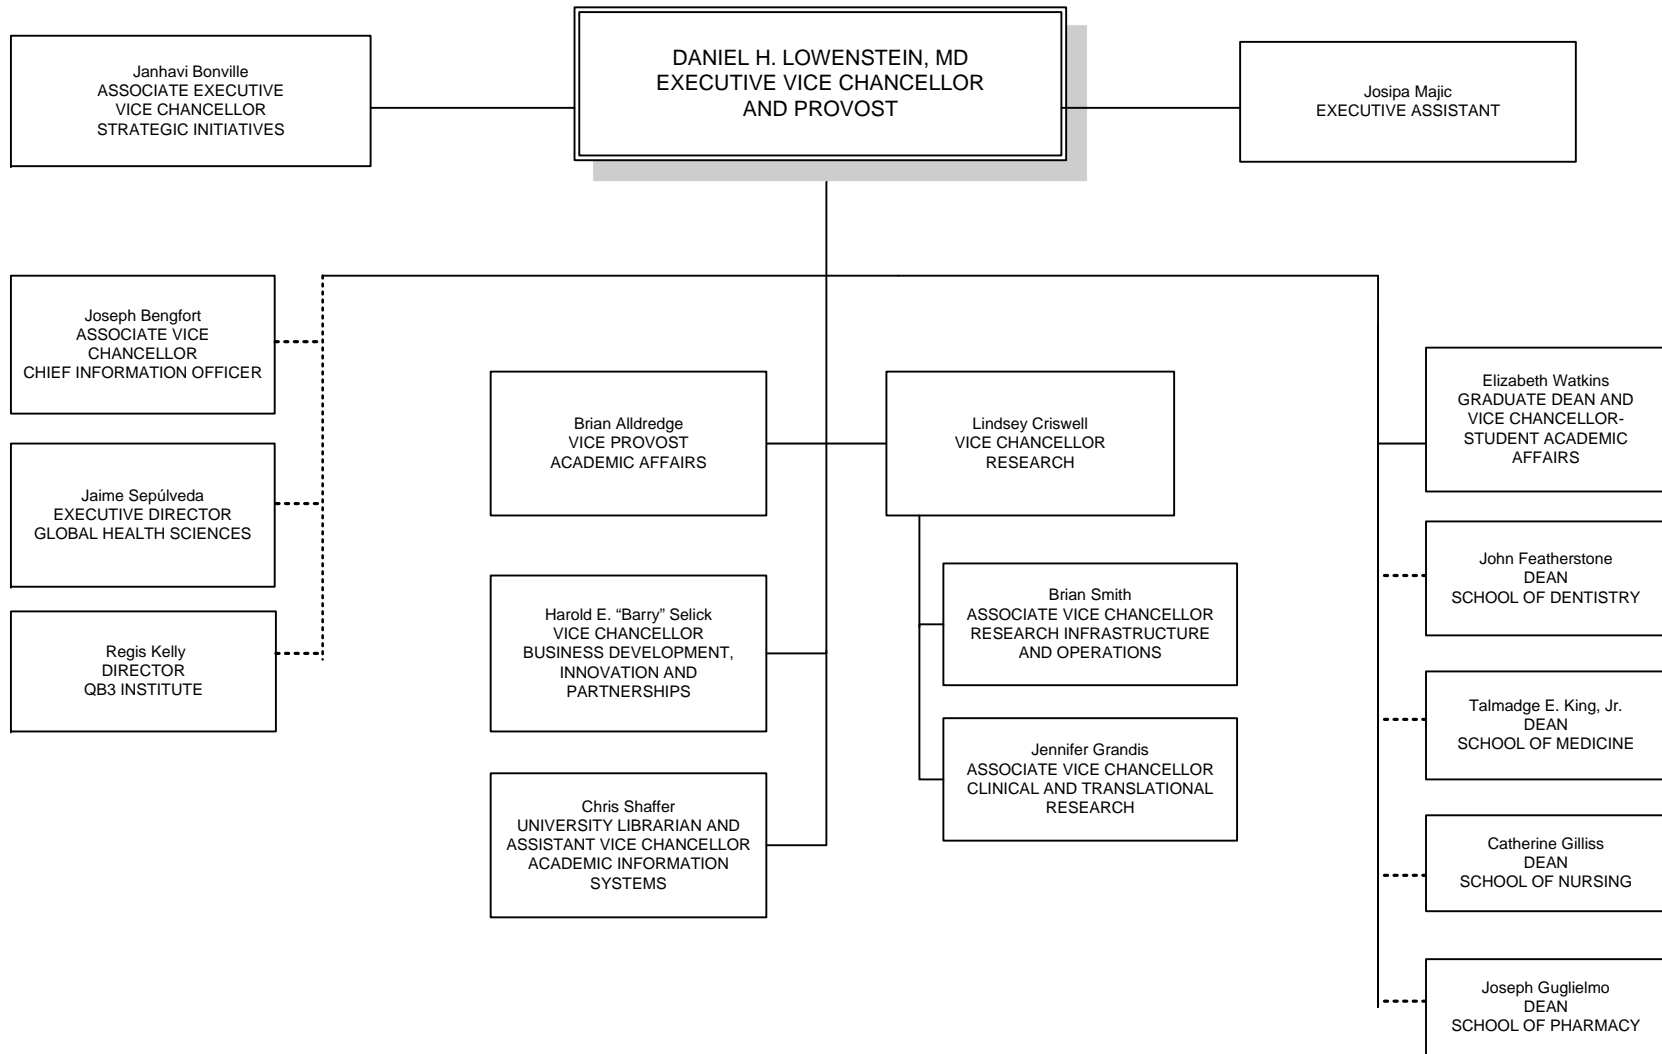 Janhavi Bonville
ASSOCIATE EXECUTIVE
VICE CHANCELLOR
STRATEGIC INITIATIVES
DANIEL H. LOWENSTEIN, MD
EXECUTIVE VICE CHANCELLOR
AND PROVOST
Josipa Majic
EXECUTIVE ASSISTANT
Joseph Bengfort
ASSOCIATE VICE
CHANCELLOR
CHIEF INFORMATION OFFICER
Jaime Sepúlveda
EXECUTIVE DIRECTOR
GLOBAL HEALTH SCIENCES
Regis Kelly
DIRECTOR
QB3 INSTITUTE
Brian Alldredge
VICE PROVOST
ACADEMIC AFFAIRS
Harold E. “Barry” Selick
VICE CHANCELLOR
BUSINESS DEVELOPMENT,
INNOVATION AND
PARTNERSHIPS
Chris Shaffer
UNIVERSITY LIBRARIAN AND
ASSISTANT VICE CHANCELLOR
ACADEMIC INFORMATION
SYSTEMS
Lindsey Criswell
VICE CHANCELLOR
RESEARCH
Brian Smith
ASSOCIATE VICE CHANCELLOR
RESEARCH INFRASTRUCTURE
AND OPERATIONS
Jennifer Grandis
ASSOCIATE VICE CHANCELLOR
CLINICAL AND TRANSLATIONAL
RESEARCH
Elizabeth Watkins
GRADUATE DEAN AND
VICE CHANCELLOR-
STUDENT ACADEMIC
AFFAIRS
John Featherstone
DEAN
SCHOOL OF DENTISTRY
Talmadge E. King, Jr.
DEAN
SCHOOL OF MEDICINE
Catherine Gilliss
DEAN
SCHOOL OF NURSING
Joseph Guglielmo
DEAN
SCHOOL OF PHARMACY